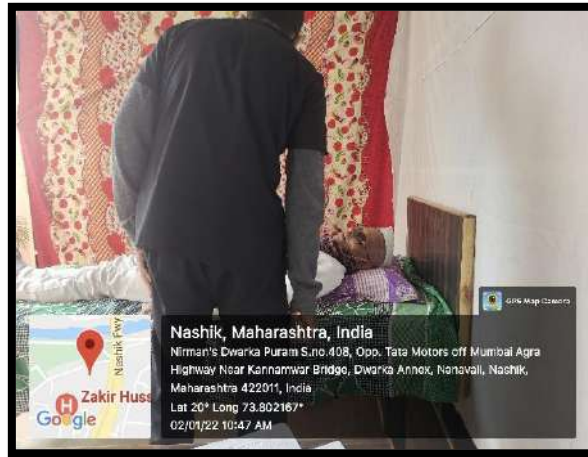 GPS Map Camera
Nashik, Maharashtra, India
Nirman's Dwarka Puram S.no.408, Opp. Tata Motors off Mumbai Agra
Highway Near Kannamwar Bridge, Dwarka Annex, Nanavali, Nashik,
Maharashtra 422011, India
Lat 20° Long 73.802167°
02/01/22 10:47 AM
Nashik Fwy
Zakir Huss
H
Google